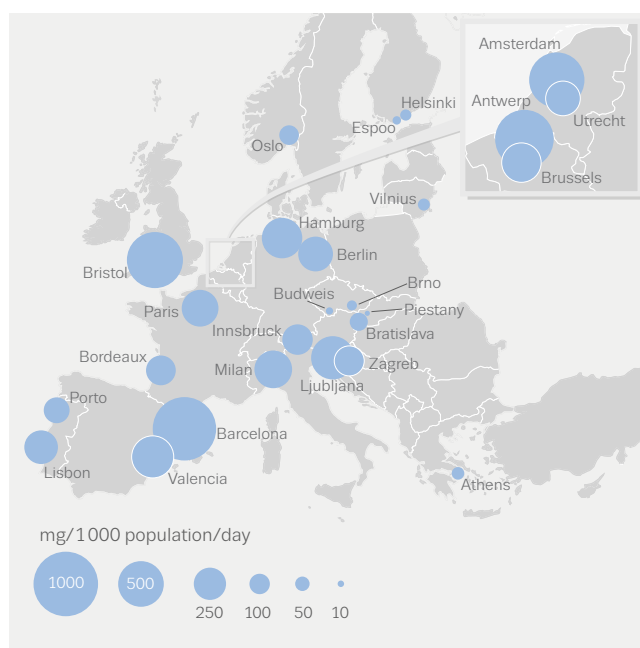 Amsterdam
Helsinki
Antwerp
Espoo
Utrecht
Oslo
Brussels
Vilnius
Hamburg
Berlin
Bristol
Brno
Budweis
Paris
Piestany
Innsbruck
Bratislava
Bordeaux
Milan
Zagreb
Ljubljana
Porto
Barcelona
Lisbon
Valencia
Athens
mg/1000 population/day
1000 500
250 100 50 10